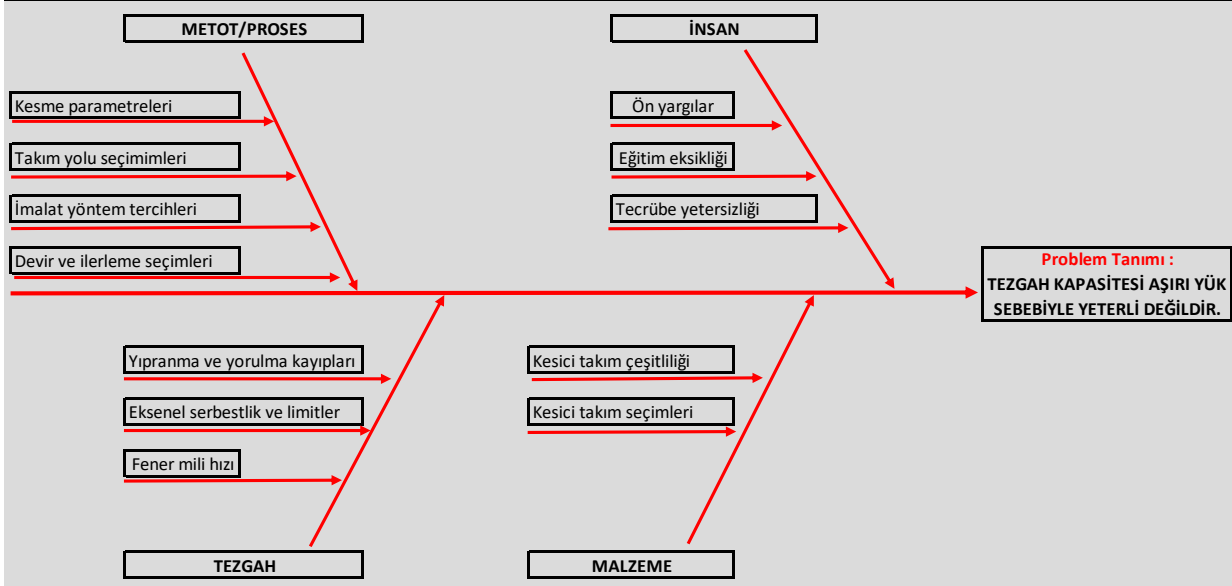 METOT/PROSES
İNSAN
Kesme parametreleri
Takım yolu seçimimleri
İmalat yöntem tercihleri
Devir ve ilerleme seçimleri
Ön yargılar
Eğitim eksikliği
Tecrübe yetersizliği
Problem Tanımı :
TEZGAH KAPASİTESİ AŞIRI YÜK
SEBEBİYLE YETERLİ DEĞİLDİR.
Yıpranma ve yorulma kayıpları
Eksenel serbestlik ve limitler
Fener mili hızı
Kesici takım çeşitliliği
Kesici takım seçimleri
TEZGAH
MALZEME